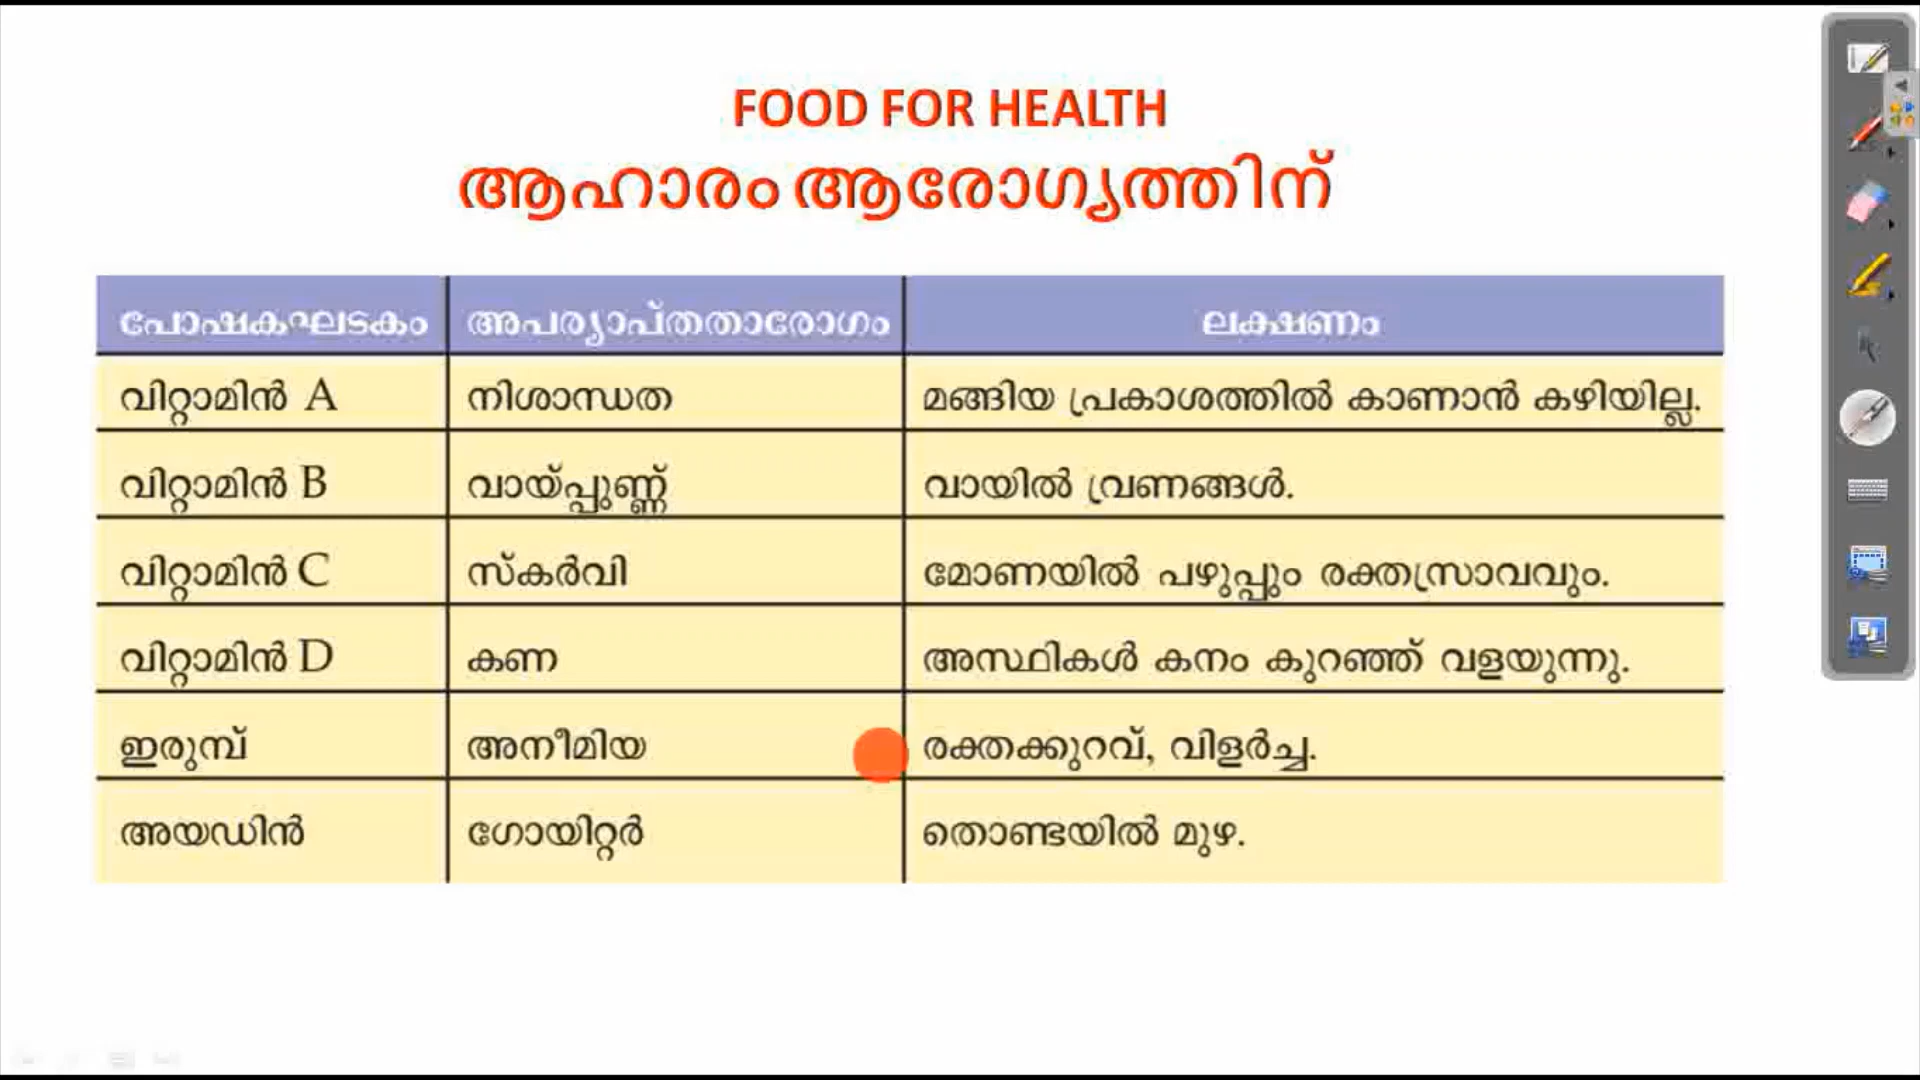 FOOD FOR HEALTH
ആഹാരം ആരോഗ്യത്തിന്
പോഷകഘടകം അപര്യാപ്തതാരോഗം ലക്ഷണം
വിറ്റാമിൻ A നിശാന്ധത മങ്ങിയ പ്രകാശത്തിൽ കാണാൻ കഴിയില്ല.
വിറ്റാമിൻ B വായ്പ്പുണ്ണ് വായിൽ വ്രണങ്ങൾ.
വിറ്റാമിൻ C സ്കർവി മോണയിൽ പഴുപ്പും രക്തസ്രാവവും.
വിറ്റാമിൻ D കണ അസ്ഥികൾ കനം കുറഞ്ഞ് വളയുന്നു.
ഇരുമ്പ് അനീമിയ രക്തക്കുറവ്, വിളർച്ച.
അയഡിൻ ഗോയിറ്റർ തൊണ്ടയിൽ മുഴ.